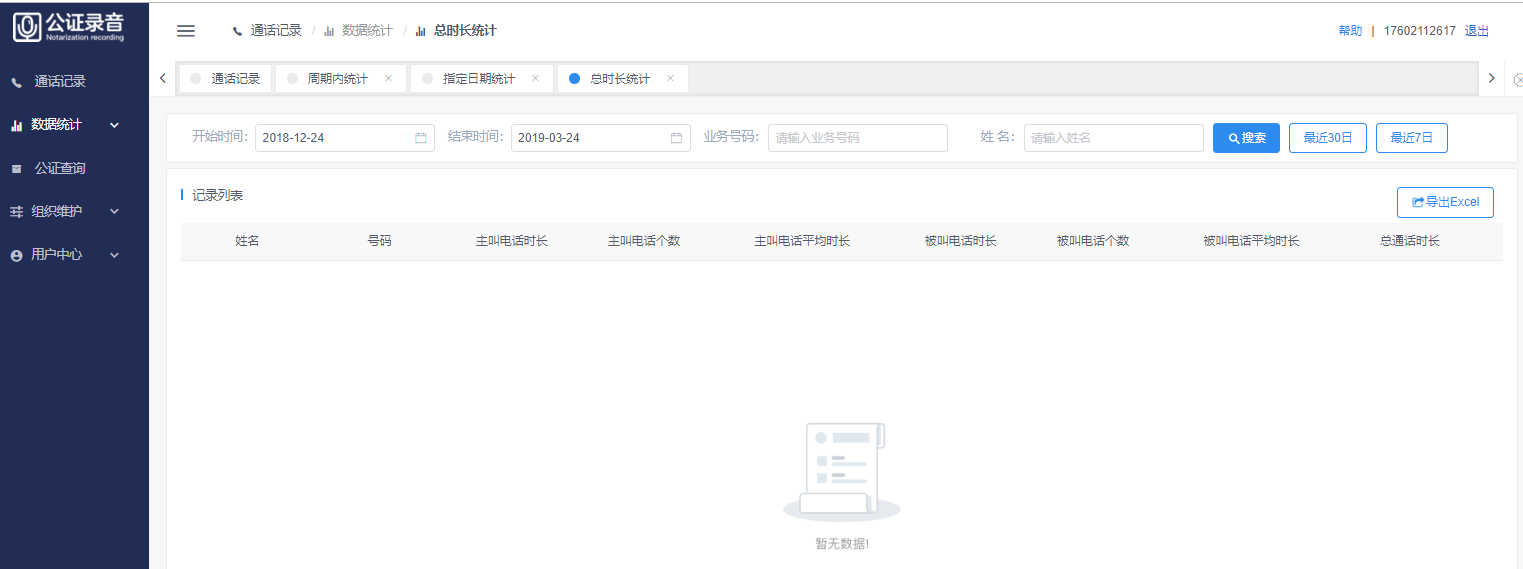 公证录音
Notarization recording
通话记录
数据统计
公证查询
组织维护
用户中心
通话记录 / 数据统计 / 总时长统计
帮助 | 17602112617 退出
通话记录 周期内统计 指定日期统计 总时长统计
开始时间: 2018-12-24 结束时间: 2019-03-24 业务号码: 请输入业务号码 姓 名: 请输入姓名 搜索 最近30日 最近7日
记录列表
导出Excel
姓名 号码 主叫电话时长 主叫电话个数 主叫电话平均时长 被叫电话时长 被叫电话个数 被叫电话平均时长 总通话时长
暂无数据!